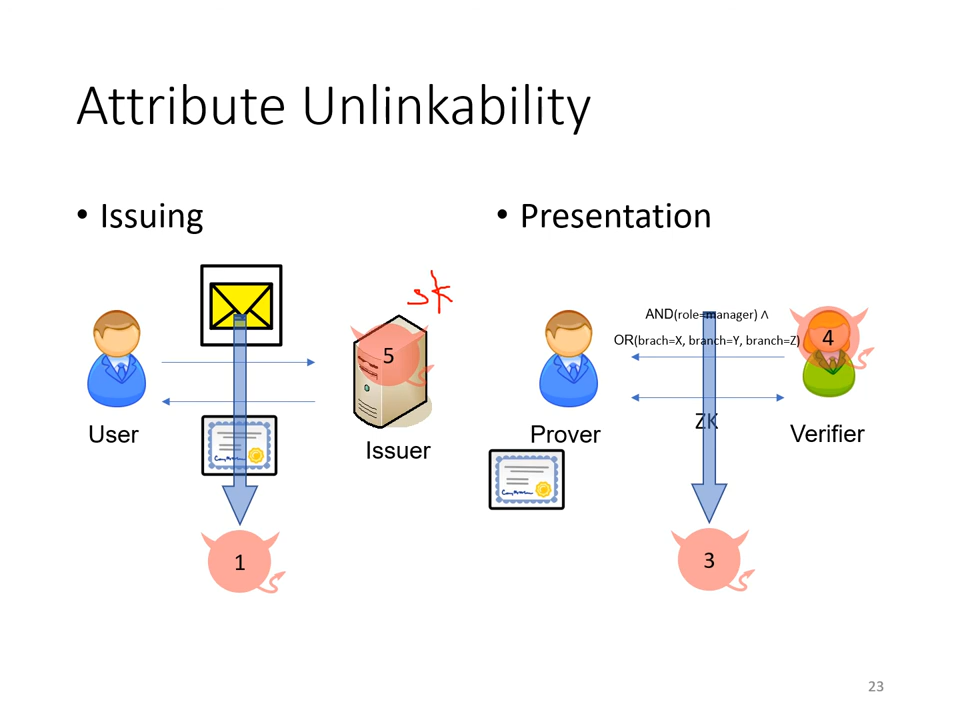 Attribute Unlinkability
• Issuing
• Presentation
sk
5
User
Issuer
1
AND(role=manager) ∧
OR(brach=X, branch=Y, branch=Z)
4
ZK
Prover
Verifier
3
23